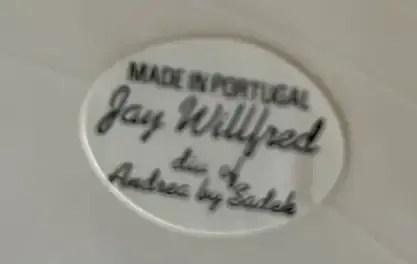 MADE IN PORTUGAL
Jay Willfred
div of
Andrea by Sadek